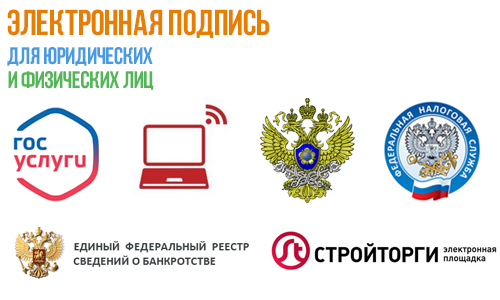 ЭЛЕКТРОННАЯ ПОДПИСЬ
ДЛЯ ЮРИДИЧЕСКИХ
И ФИЗИЧЕСКИХ ЛИЦ
гос
услуги
ФЕДЕРАЛЬНАЯ НАЛОГОВАЯ СЛУЖБА
ЕДИНЫЙ ФЕДЕРАЛЬНЫЙ РЕЕСТР
СВЕДЕНИЙ О БАНКРОТСТВЕ
st СТРОЙТОРГИ
электронная
площадка